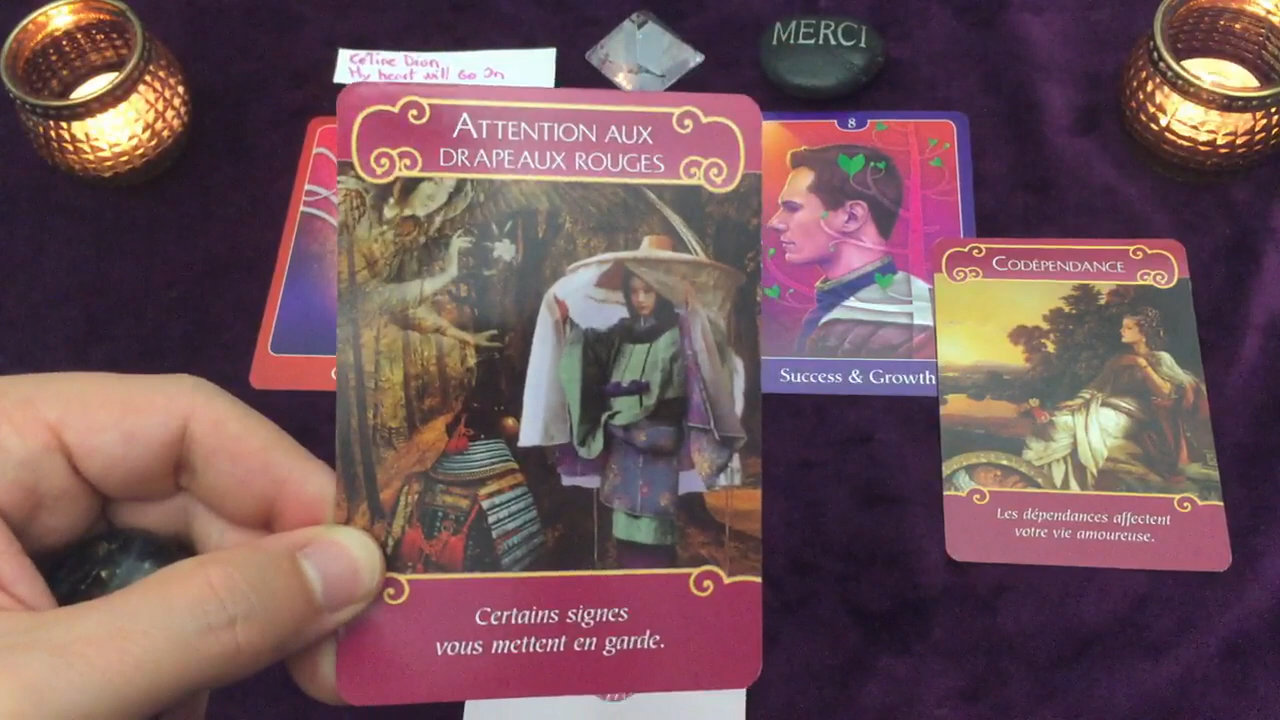 Céline Dion
My heart will Go On
MERCI
ATTENTION AUX
DRAPEAUX ROUGES
8
Success & Growth
CODÉPENDANCE
Les dépendances affectent
votre vie amoureuse.
Certains signes
vous mettent en garde.